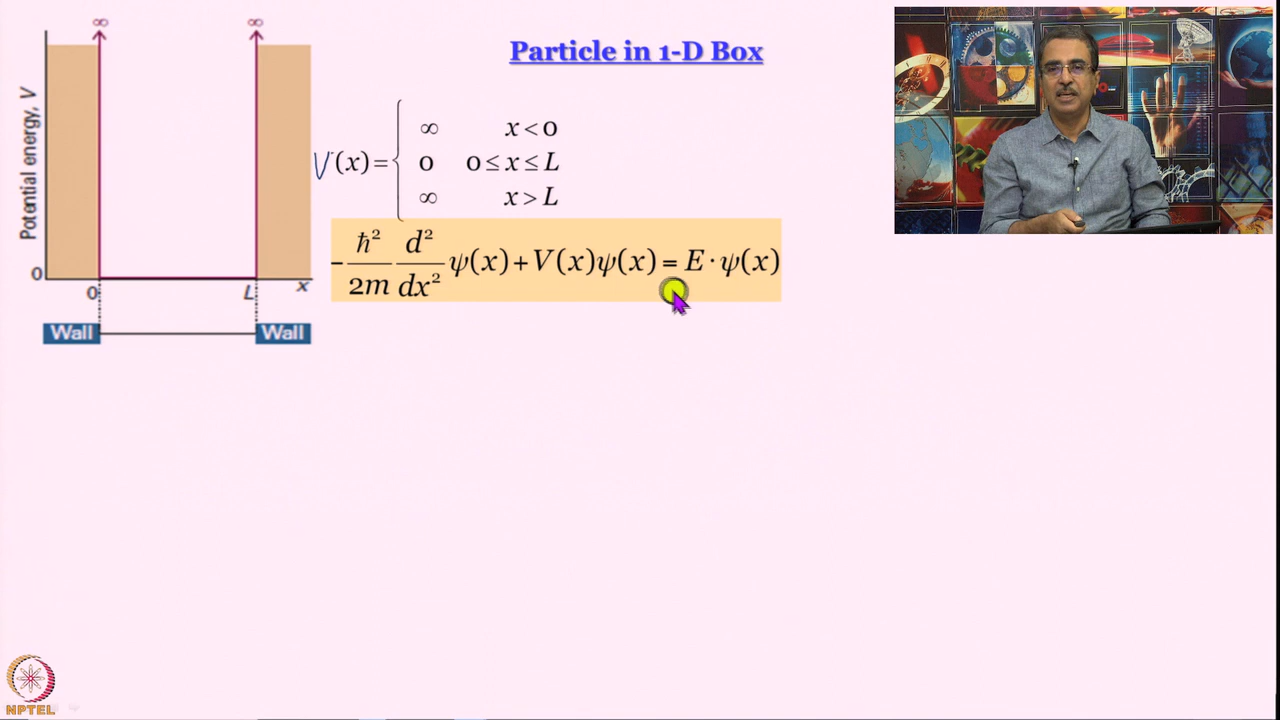 Particle in 1-D Box
∞ ∞
Potential energy, V
0
0 L x
Wall Wall
V(x) = { ∞ x < 0
0 0 ≤ x ≤ L
∞ x > L
-ħ²/2m d²/dx² ψ(x) + V(x)ψ(x) = E · ψ(x)
NPTEL